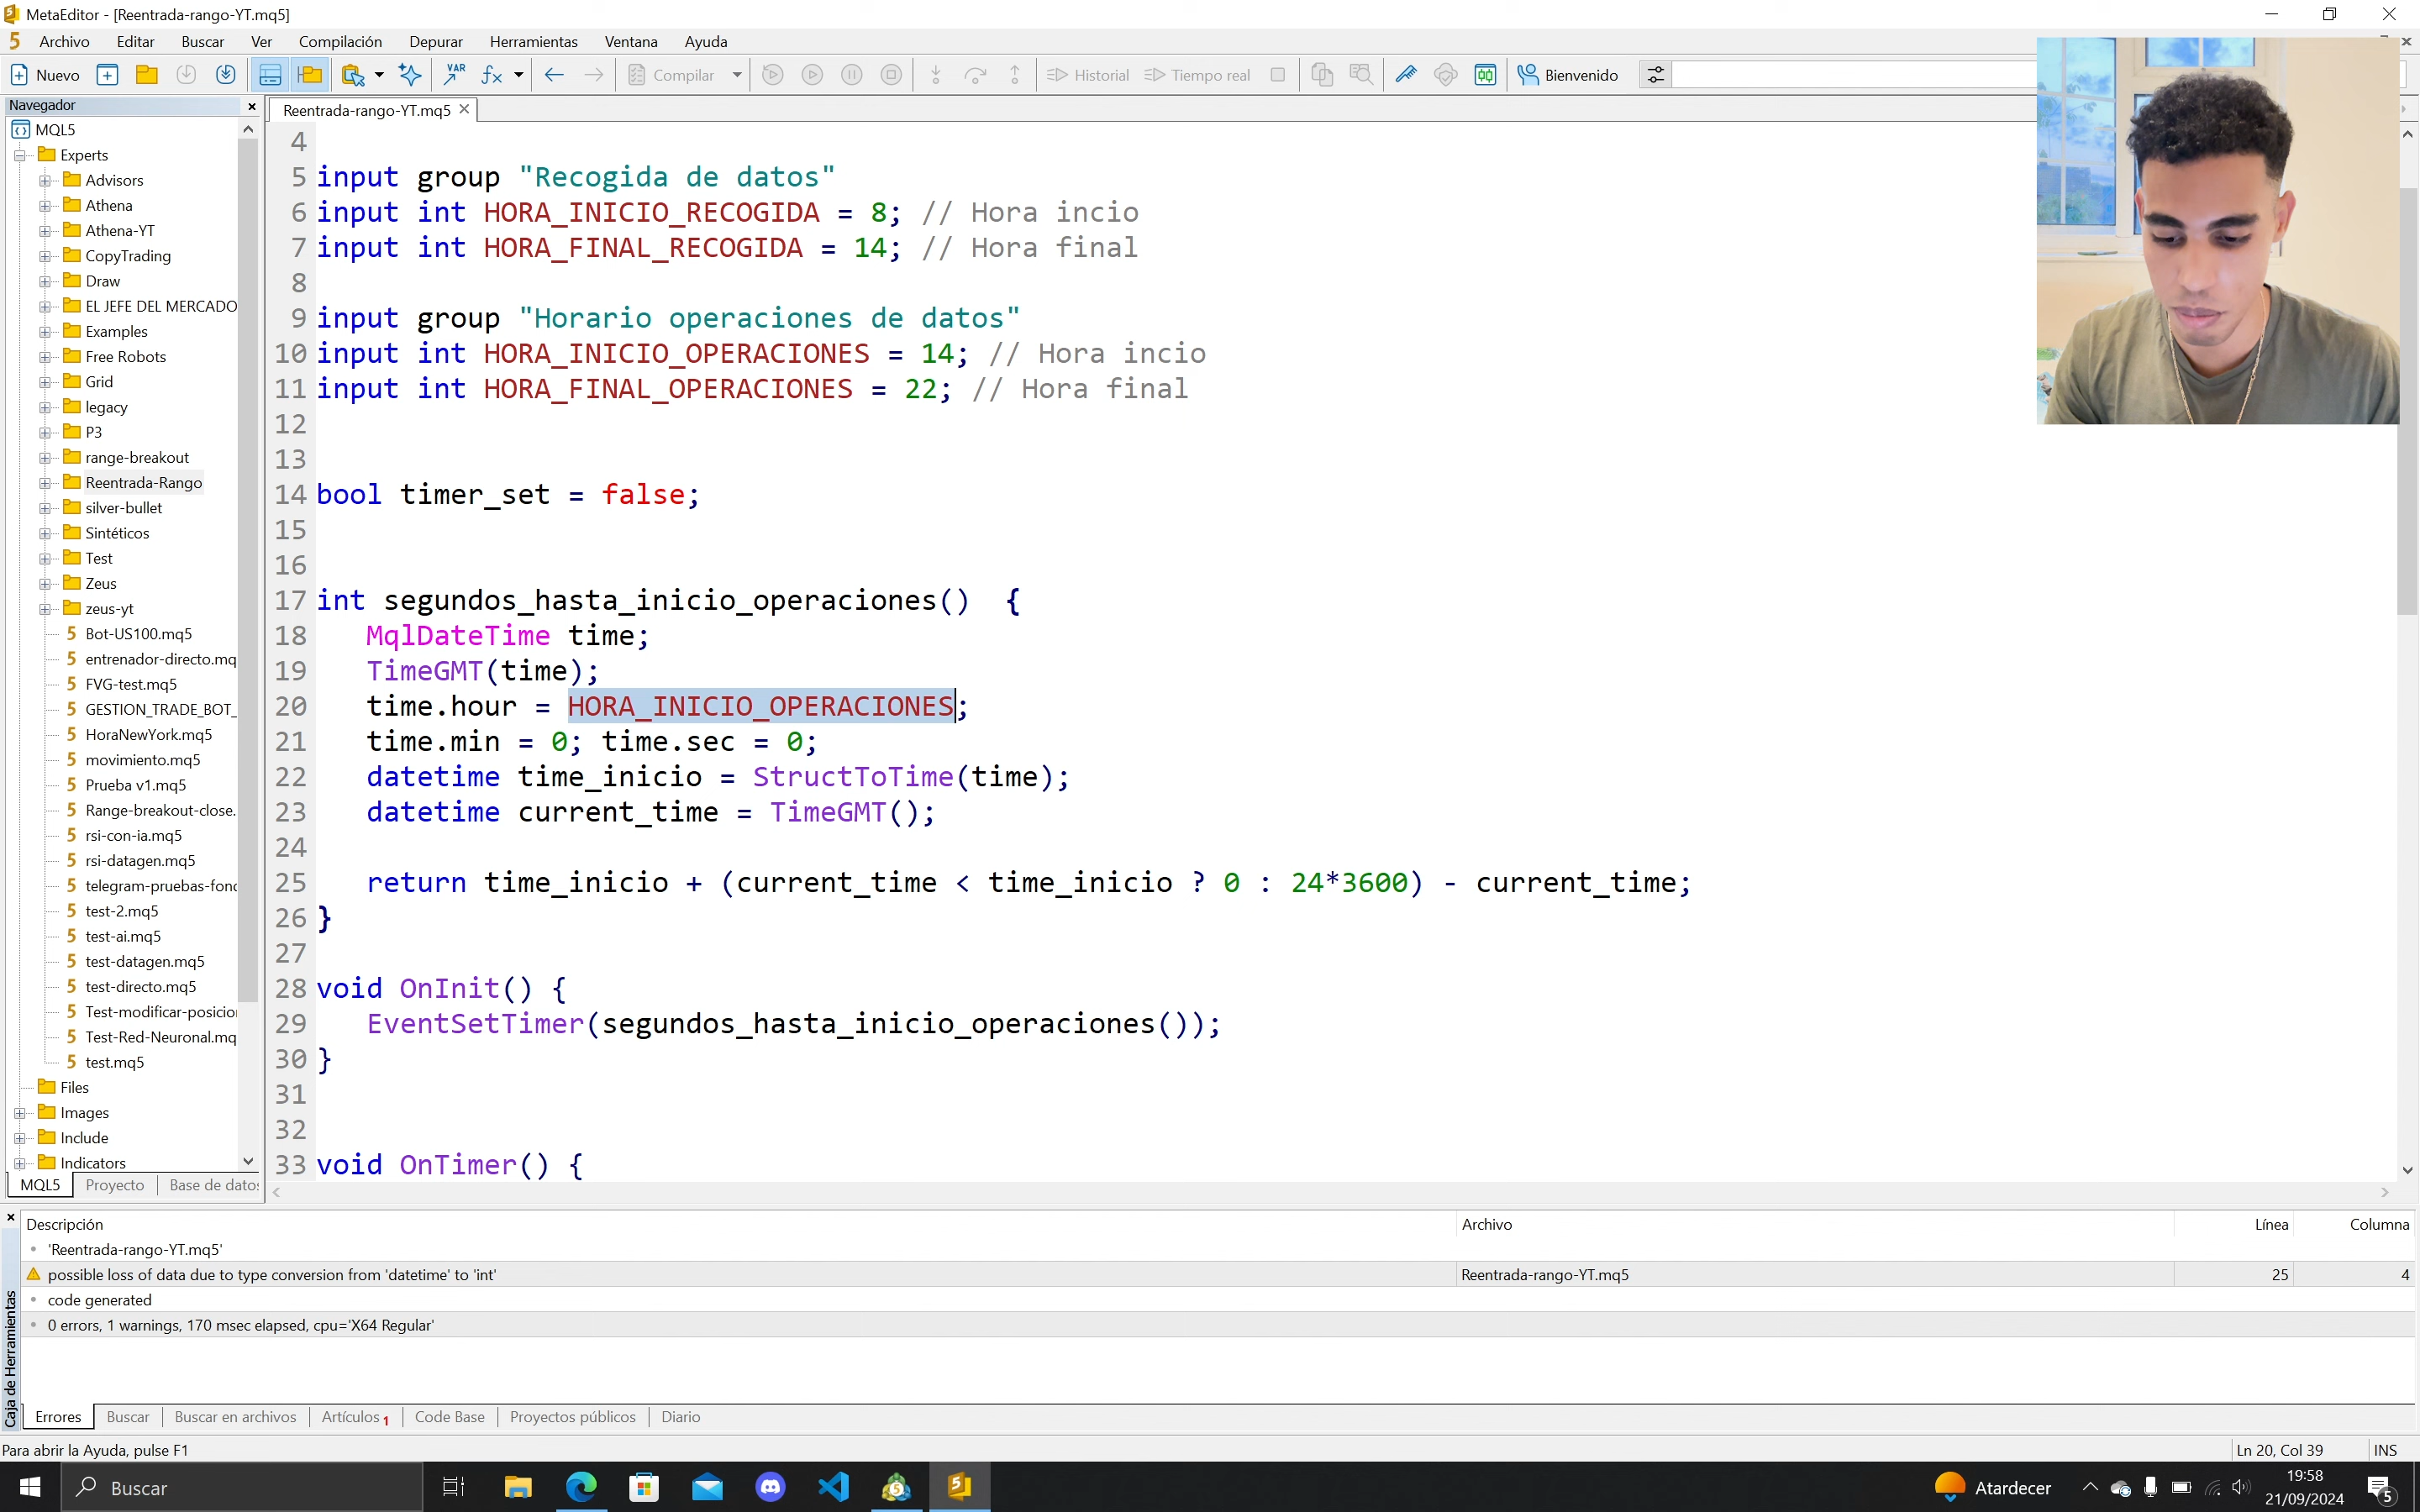 MetaEditor - [Reentrada-rango-YT.mq5]
Archivo Editar Buscar Ver Compilación Depurar Herramientas Ventana Ayuda
Nuevo VAR Compilar Historial Tiempo real Bienvenido
Navegador
Reentrada-rango-YT.mq5
MQL5
Experts
Advisors
Athena
Athena-YT
CopyTrading
Draw
EL JEFE DEL MERCADO
Examples
Free Robots
Grid
legacy
P3
range-breakout
Reentrada-Rango
silver-bullet
Sintéticos
Test
Zeus
zeus-yt
Bot-US100.mq5
entrenador-directo.mq
FVG-test.mq5
GESTION_TRADE_BOT_
HoraNewYork.mq5
movimiento.mq5
Prueba v1.mq5
Range-breakout-close.
rsi-con-ia.mq5
rsi-datagen.mq5
telegram-pruebas-fond
test-2.mq5
test-ai.mq5
test-datagen.mq5
test-directo.mq5
Test-modificar-posicio
Test-Red-Neuronal.mq
test.mq5
Files
Images
Include
Indicators
MQL5 Proyecto Base de datos
4
5 input group "Recogida de datos"
6 input int HORA_INICIO_RECOGIDA = 8; // Hora incio
7 input int HORA_FINAL_RECOGIDA = 14; // Hora final
8
9 input group "Horario operaciones de datos"
10 input int HORA_INICIO_OPERACIONES = 14; // Hora incio
11 input int HORA_FINAL_OPERACIONES = 22; // Hora final
12
13
14 bool timer_set = false;
15
16
17 int segundos_hasta_inicio_operaciones() {
18 MqlDateTime time;
19 TimeGMT(time);
20 time.hour = HORA_INICIO_OPERACIONES;
21 time.min = 0; time.sec = 0;
22 datetime time_inicio = StructToTime(time);
23 datetime current_time = TimeGMT();
24
25 return time_inicio + (current_time < time_inicio ? 0 : 24*3600) - current_time;
26 }
27
28 void OnInit() {
29 EventSetTimer(segundos_hasta_inicio_operaciones());
30 }
31
32
33 void OnTimer() {
Caja de Herramientas
Descripción Archivo Línea Columna
'Reentrada-rango-YT.mq5'
possible loss of data due to type conversion from 'datetime' to 'int' Reentrada-rango-YT.mq5 25 4
code generated
0 errors, 1 warnings, 170 msec elapsed, cpu='X64 Regular'
Errores Buscar Buscar en archivos Artículos 1 Code Base Proyectos públicos Diario
Para abrir la Ayuda, pulse F1 Ln 20, Col 39 INS
Buscar Atardecer 19:58
21/09/2024 5